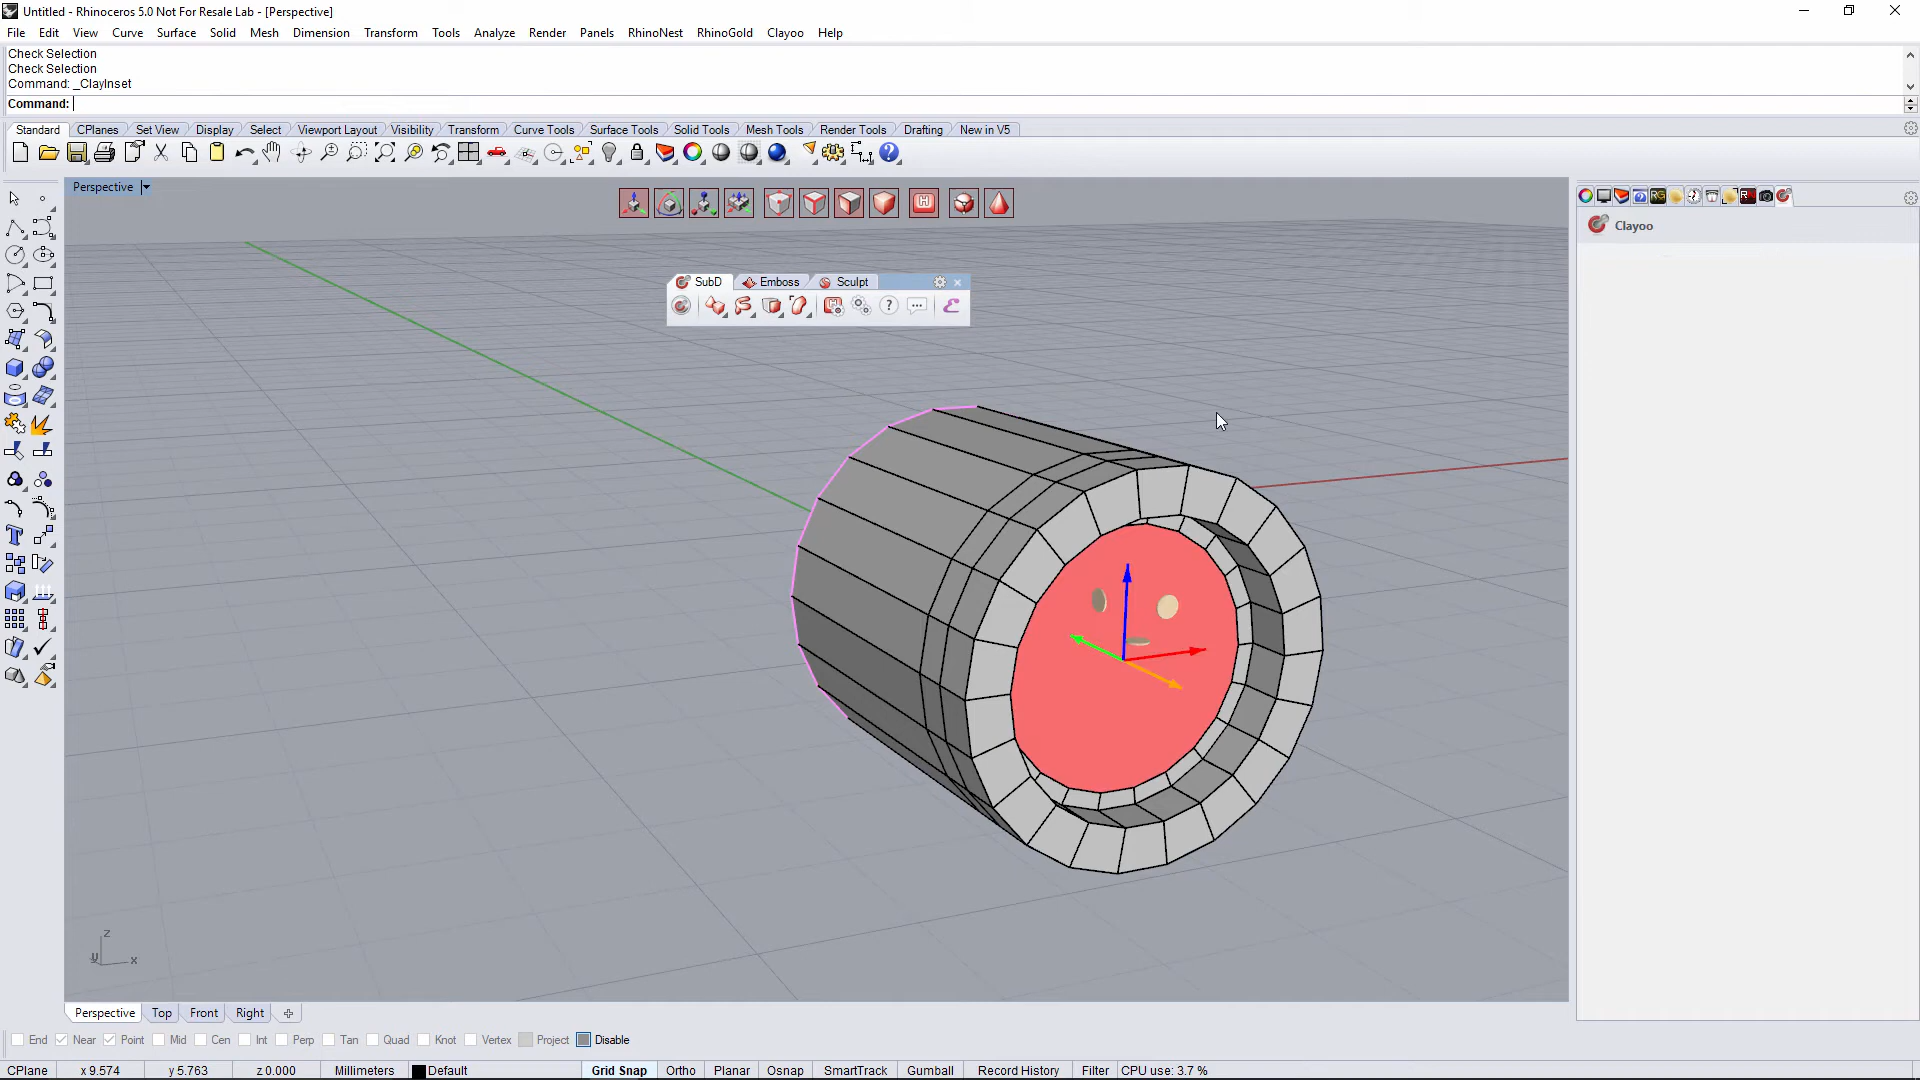 Untitled - Rhinoceros 5.0 Not For Resale Lab - [Perspective]
File Edit View Curve Surface Solid Mesh Dimension Transform Tools Analyze Render Panels RhinoNest RhinoGold Clayoo Help
Check Selection
Check Selection
Command: _ClayInset
Command:
Standard CPlanes Set View Display Select Viewport Layout Visibility Transform Curve Tools Surface Tools Solid Tools Mesh Tools Render Tools Drafting New in V5
Perspective
Clayoo
SubD Emboss Sculpt
z
y x
Perspective Top Front Right
End Near Point Mid Cen Int Perp Tan Quad Knot Vertex Project Disable
CPlane x 9.574 y 5.763 z 0.000 Millimeters Default Grid Snap Ortho Planar Osnap SmartTrack Gumball Record History Filter CPU use: 3.7 %